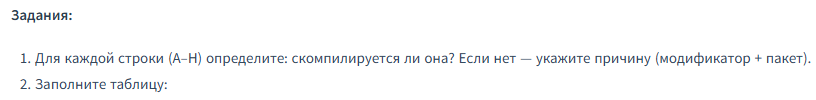 Задания:
1. Для каждой строки (A–H) определите: скомпилируется ли она? Если нет — укажите причину (модификатор + пакет).
2. Заполните таблицу: